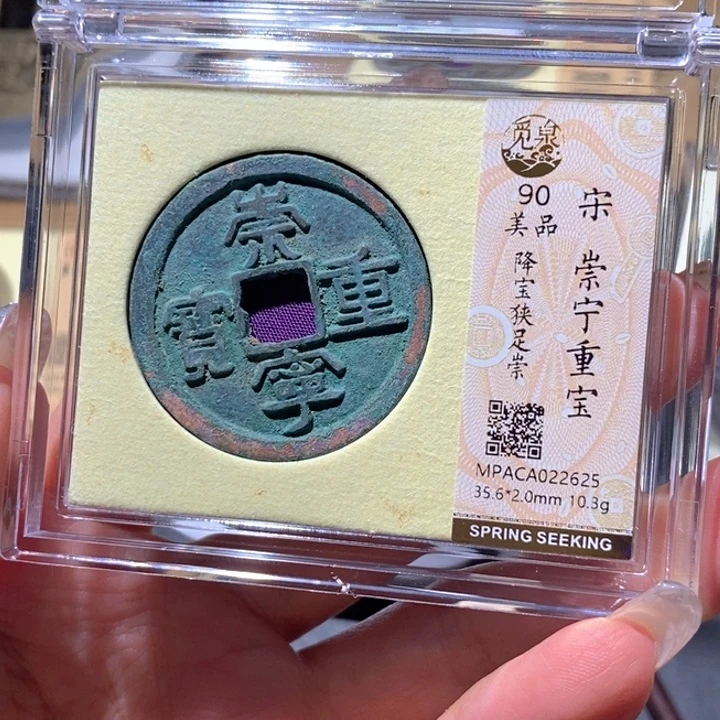 崇
重
寳
寧
觅泉
90
美品
降宝狭足崇
宋 崇宁重宝
MPACA022625
35.6*2.0mm 10.3g
SPRING SEEKING